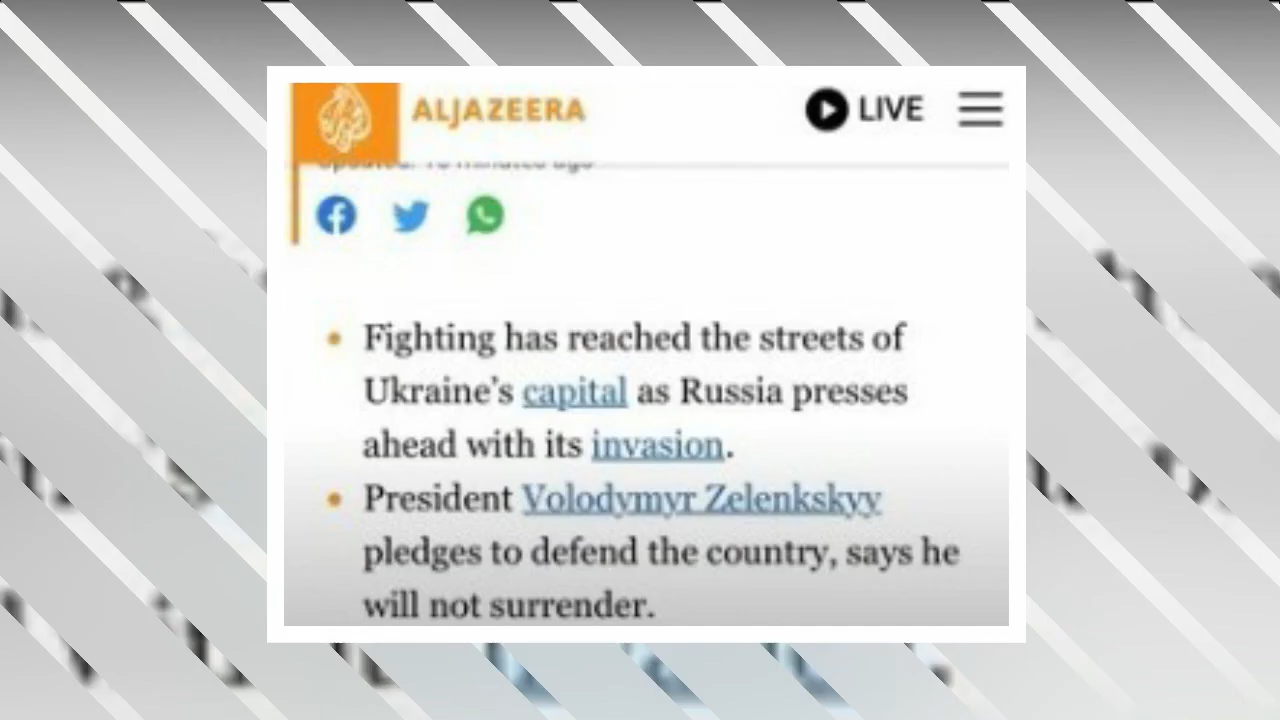 ALJAZEERA
LIVE
Fighting has reached the streets of
Ukraine's capital as Russia presses
ahead with its invasion.
President Volodymyr Zelenkskyy
pledges to defend the country, says he
will not surrender.